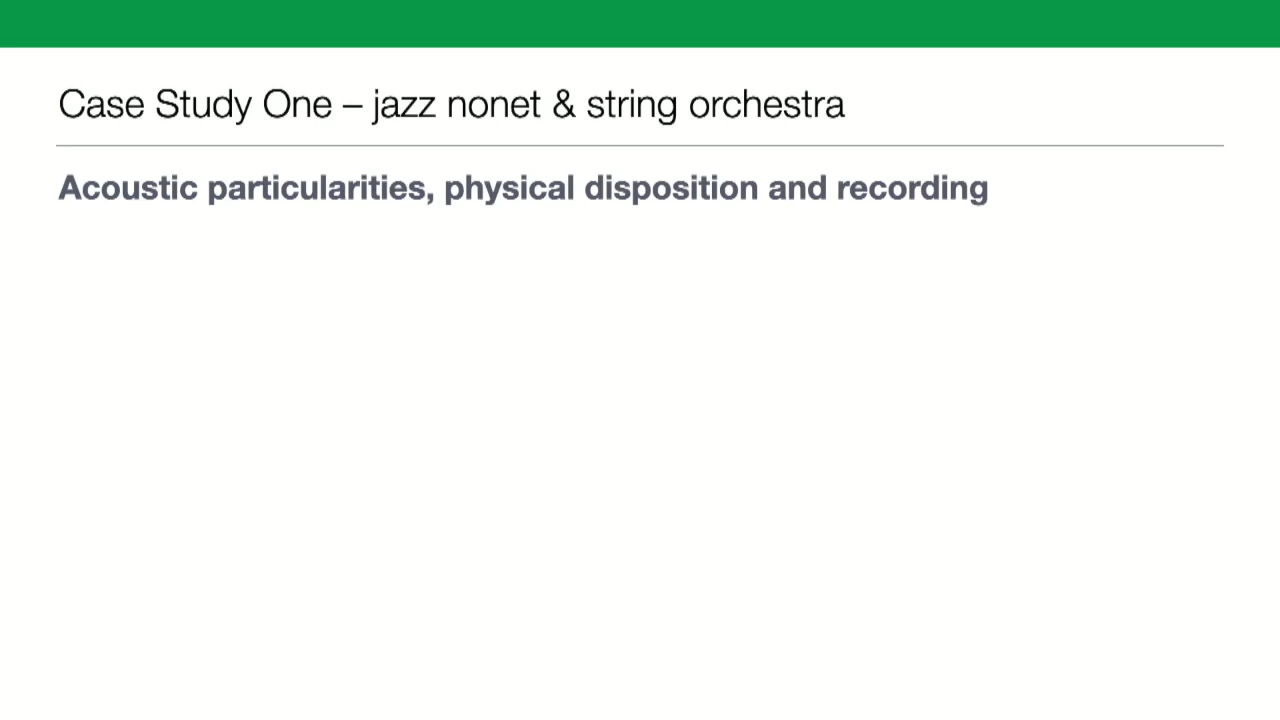 Case Study One – jazz nonet & string orchestra
Acoustic particularities, physical disposition and recording